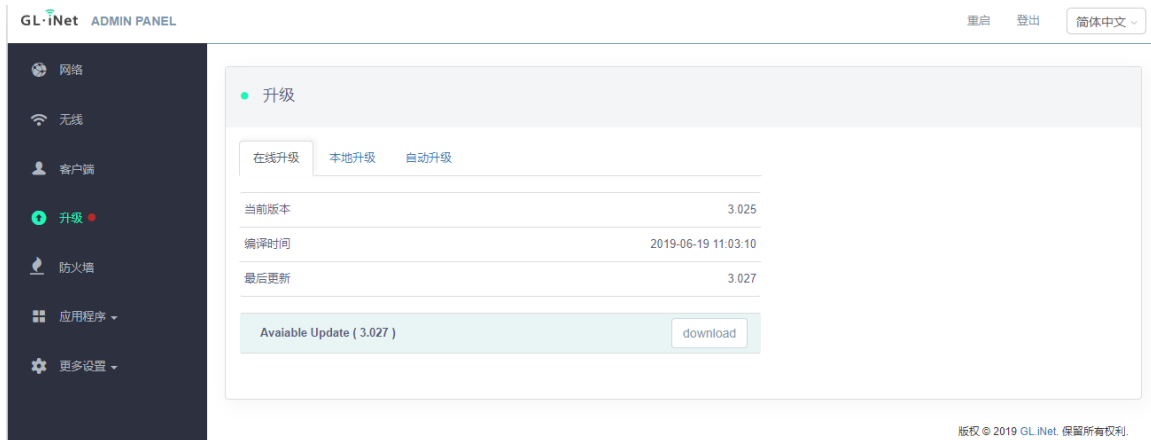 GL·iNet ADMIN PANEL 重启 登出 简体中文
网络
升级
无线
在线升级 本地升级 自动升级
客户端
当前版本 3.025
升级
编译时间 2019-06-19 11:03:10
防火墙
最后更新 3.027
应用程序
Avaiable Update ( 3.027 ) download
更多设置
版权 © 2019 GL.iNet. 保留所有权利.